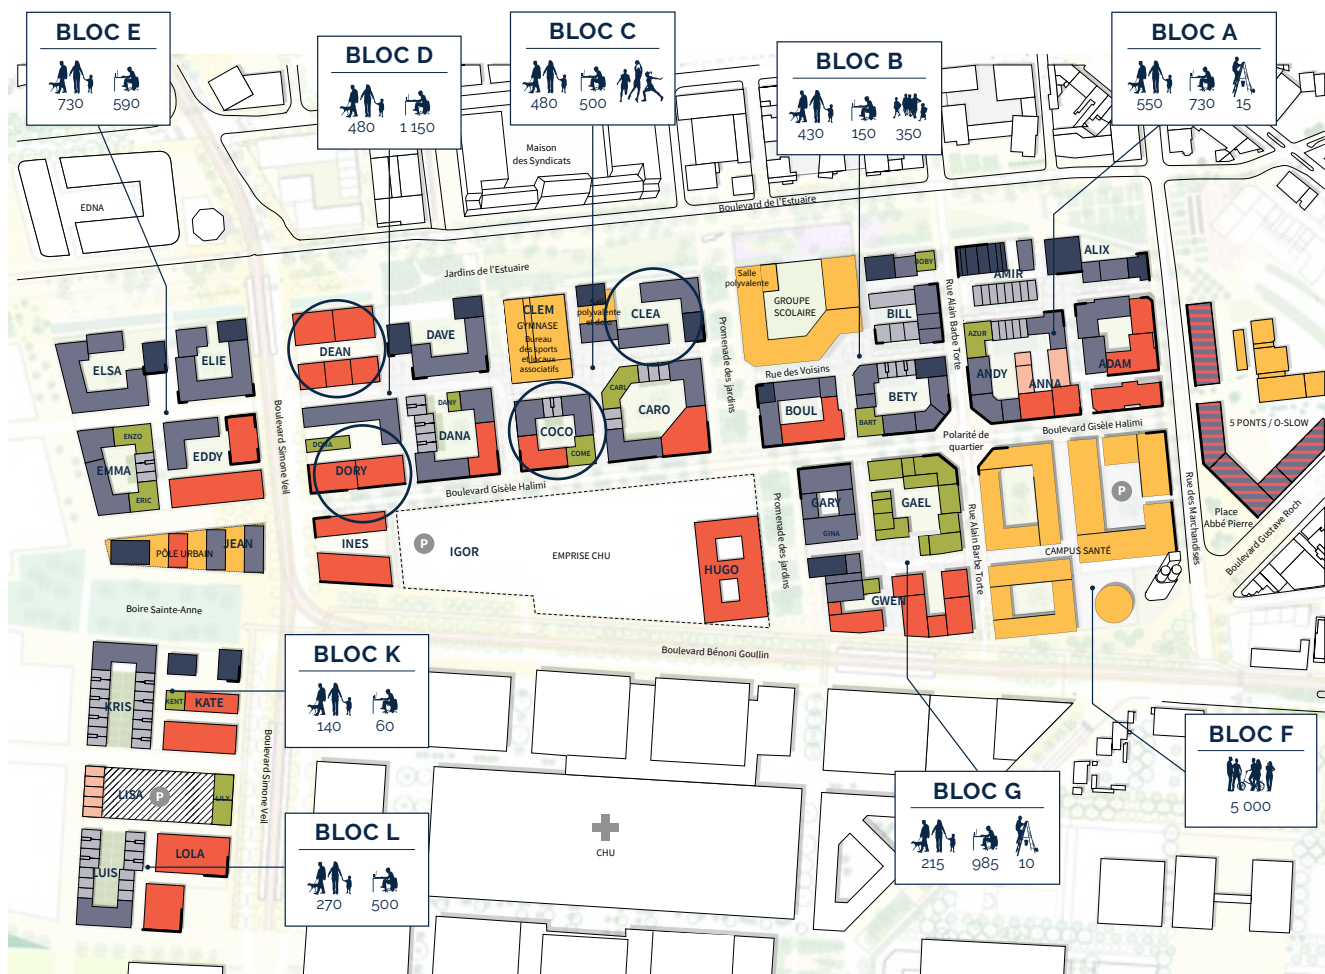 BLOC E
730 590
BLOC D
480 1 150
BLOC C
480 500
BLOC B
430 150 350
BLOC A
550 730 15
Maison
des Syndicats
EDNA
Boulevard de l'Estuaire
Jardins de l'Estuaire
BOBY
ALIX
AMIR
Salle
polyvalente
GROUPE
SCOLAIRE
CLEM
GYMNASE
Bureau
des sports
et locaux
associatifs
Salle
polyvalente
CLEA
BILL
Rue Alain Barbe Torte
AZUR
DAVE
DEAN
ELIE
ELSA
Promenade des jardins
Rue des Voisins
ANDY
ANNA
ADAM
CARL
CARO
BOUL
BETY
BART
DANY
DANA
COCO
COME
DONA
ENZO
EMMA
EDDY
ERIC
Boulevard Simone Veil
DORY
Boulevard Gisèle Halimi
Polarité de
quartier
Boulevard Gisèle Halimi
5 PONTS / O-SLOW
P
Rue des Marchandises
Place
Abbé Pierre
Boulevard Gustave Roch
GARY
GINA
GAEL
Rue Alain Barbe Torte
CAMPUS SANTÉ
JEAN
PÔLE URBAIN
INES
P
IGOR
EMPRISE CHU
HUGO
Promenade des jardins
GWEN
Boire Sainte-Anne
Boulevard Bénoni Goullin
BLOC K
140 60
KRIS
KENT
KATE
Boulevard Simone Veil
LISA
P
LILY
BLOC L
270 500
LOLA
LUIS
CHU
BLOC G
215 985 10
BLOC F
5 000